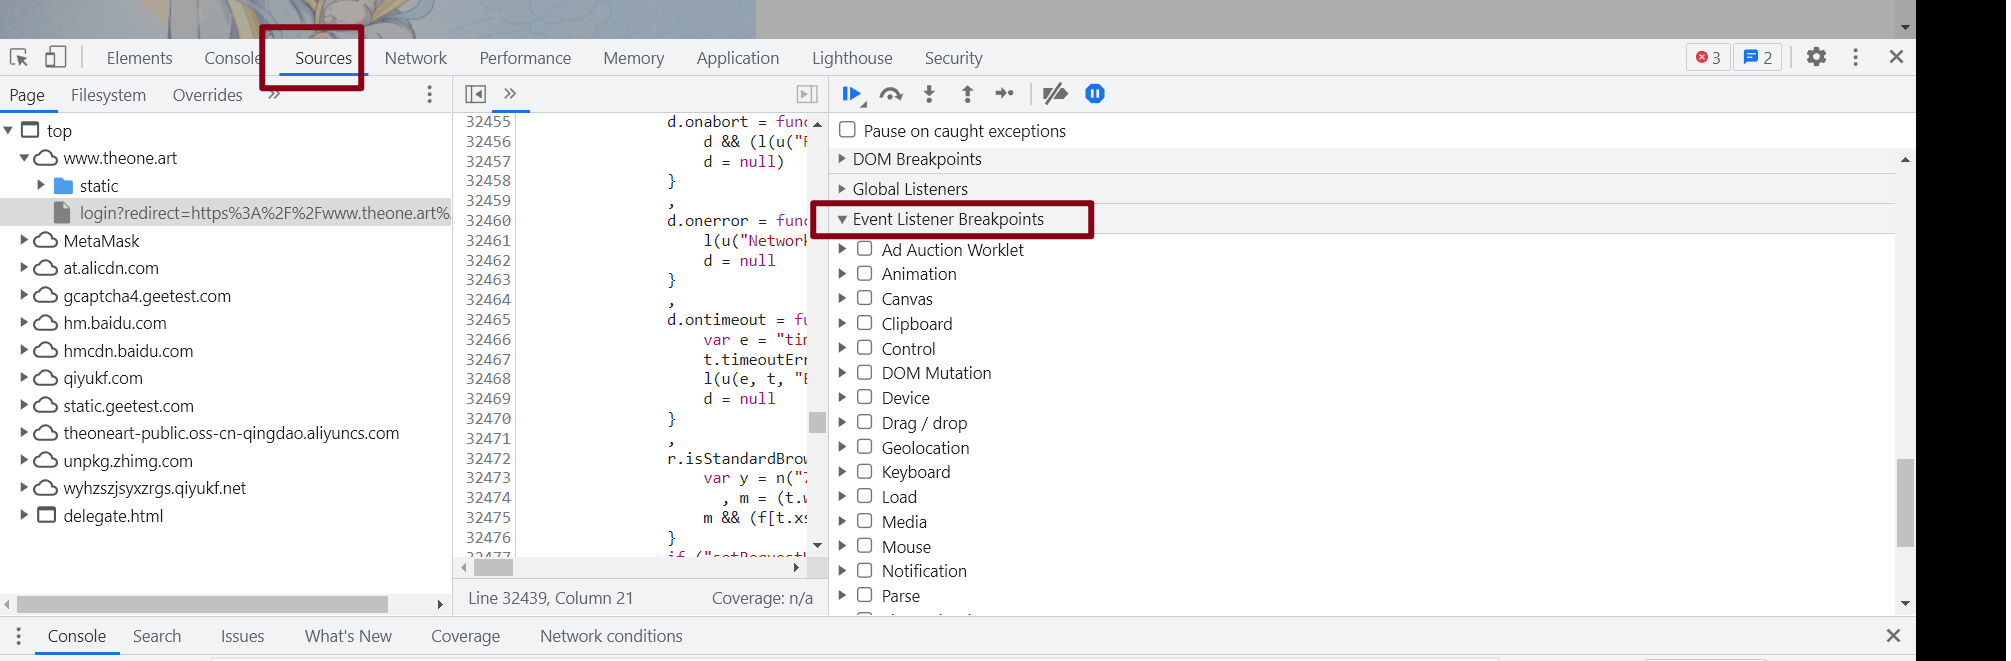 Elements Console Sources Network Performance Memory Application Lighthouse Security 3 2
Page Filesystem Overrides »
top
www.theone.art
static
login?redirect=https%3A%2F%2Fwww.theone.art%
MetaMask
at.alicdn.com
gcaptcha4.geetest.com
hm.baidu.com
hmcdn.baidu.com
qiyukf.com
static.geetest.com
theoneart-public.oss-cn-qingdao.aliyuncs.com
unpkg.zhimg.com
wyhzszjsyxzrgs.qiyukf.net
delegate.html
»
32455 d.onabort = func
32456 d && (l(u("
32457 d = null)
32458 }
32459 ,
32460 d.onerror = func
32461 l(u("Network
32462 d = null
32463 }
32464 ,
32465 d.ontimeout = fu
32466 var e = "tim
32467 t.timeoutErr
32468 l(u(e, t, "E
32469 d = null
32470 }
32471 ,
32472 r.isStandardBrow
32473 var y = n("7
32474 , m = (t.w
32475 m && (f[t.xs
32476 }
32477 if ("setRequest
Line 32439, Column 21 Coverage: n/a
Pause on caught exceptions
DOM Breakpoints
Global Listeners
Event Listener Breakpoints
Ad Auction Worklet
Animation
Canvas
Clipboard
Control
DOM Mutation
Device
Drag / drop
Geolocation
Keyboard
Load
Media
Mouse
Notification
Parse
Console Search Issues What's New Coverage Network conditions